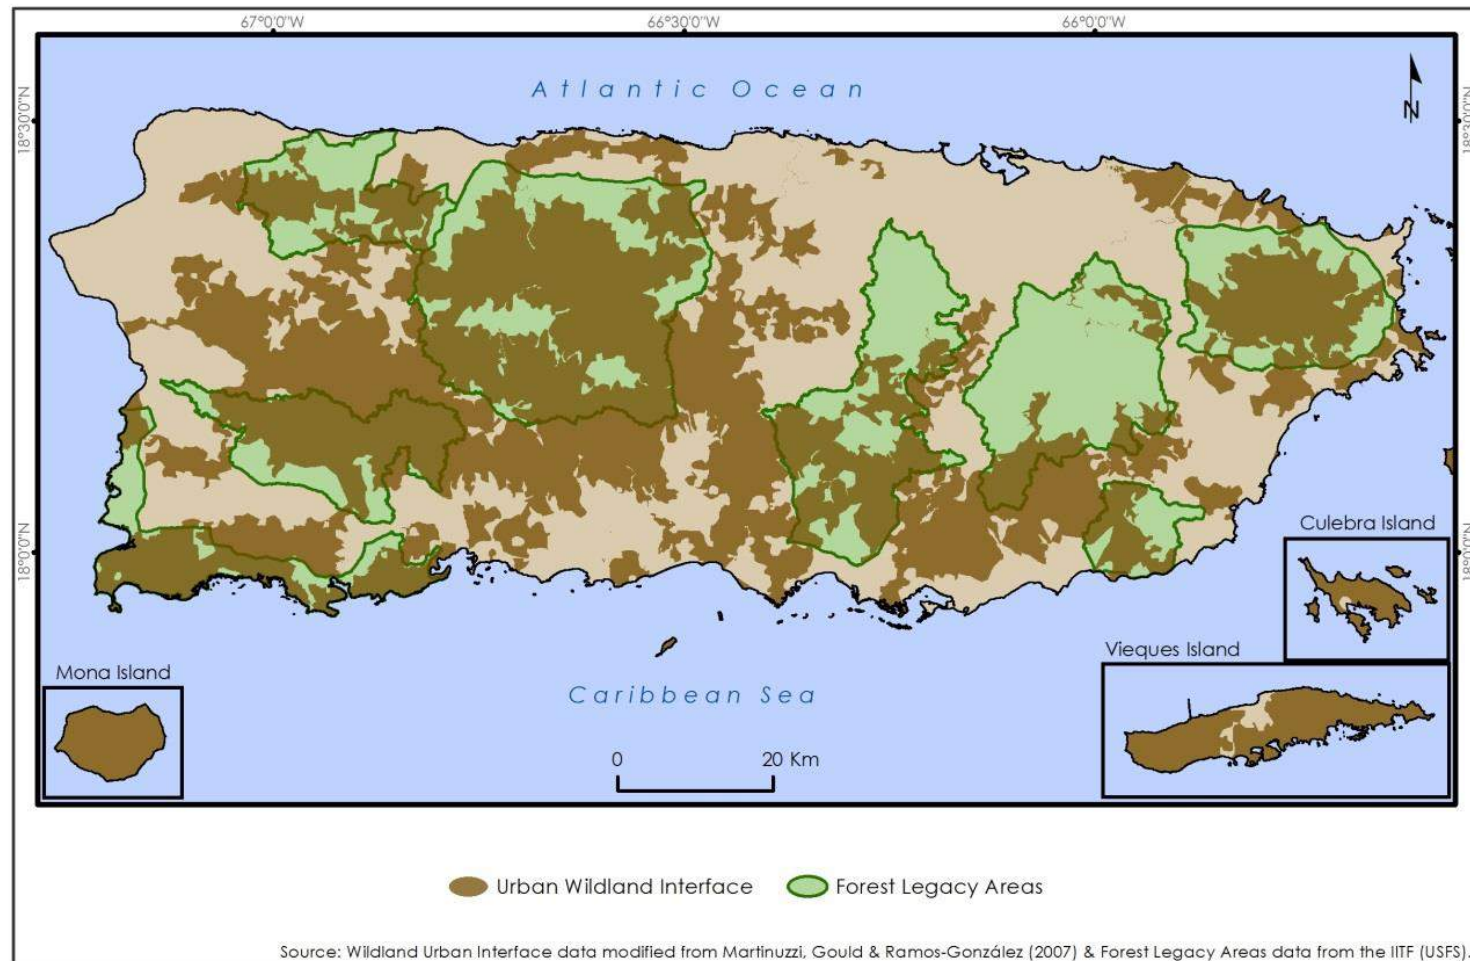 67°0'0"W
66°30'0"W
66°0'0"W
Atlantic Ocean
N
18°30'0"N
18°30'0"N
18°0'0"N
18°0'0"N
Culebra Island
Vieques Island
Mona Island
Caribbean Sea
0 20 Km
Urban Wildland Interface
Forest Legacy Areas
Source: Wildland Urban Interface data modified from Martinuzzi, Gould & Ramos-González (2007) & Forest Legacy Areas data from the IITF (USFS).